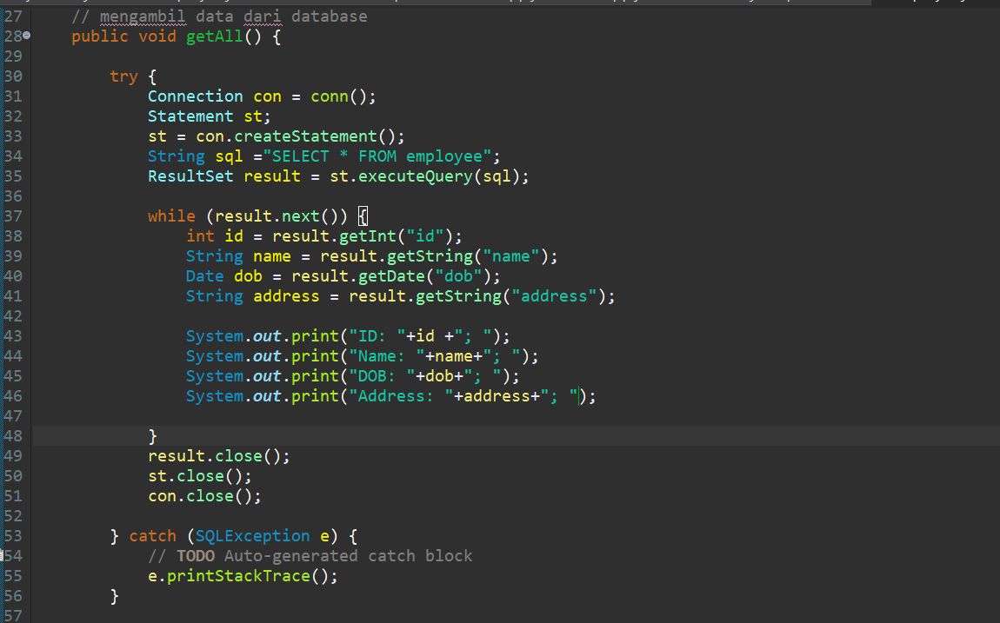 27 // mengambil data dari database
28 public void getAll() {
29
30 try {
31 Connection con = conn();
32 Statement st;
33 st = con.createStatement();
34 String sql ="SELECT * FROM employee";
35 ResultSet result = st.executeQuery(sql);
36
37 while (result.next()) {
38 int id = result.getInt("id");
39 String name = result.getString("name");
40 Date dob = result.getDate("dob");
41 String address = result.getString("address");
42
43 System.out.print("ID: "+id +"; ");
44 System.out.print("Name: "+name+"; ");
45 System.out.print("DOB: "+dob+"; ");
46 System.out.print("Address: "+address+"; ");
47
48 }
49 result.close();
50 st.close();
51 con.close();
52
53 } catch (SQLException e) {
54 // TODO Auto-generated catch block
55 e.printStackTrace();
56 }
57